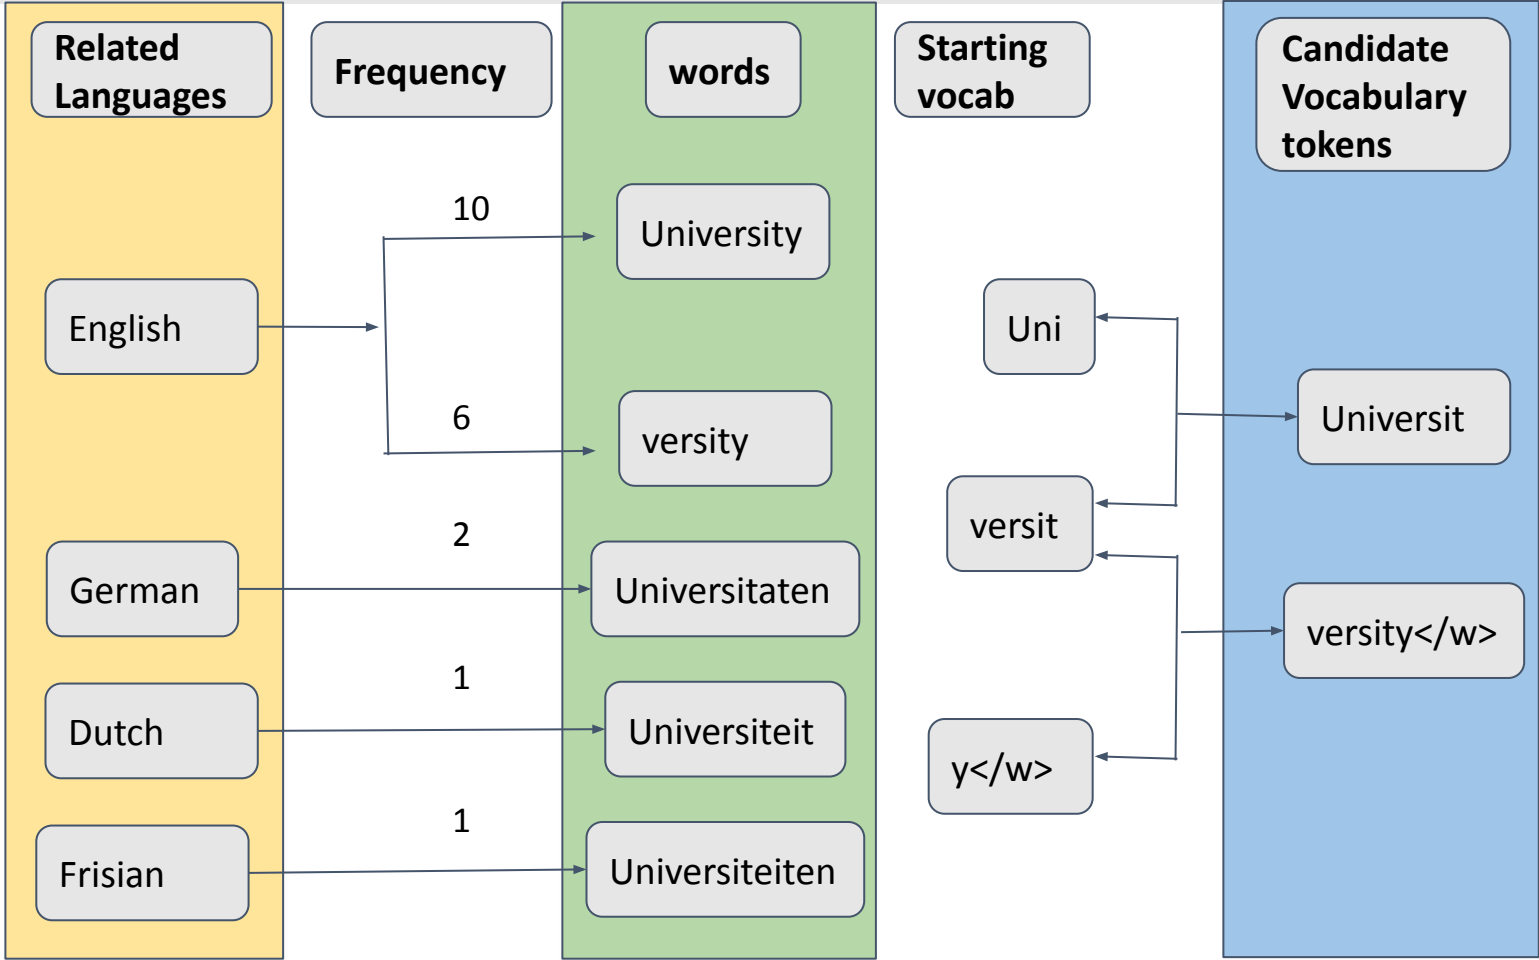 Related
Languages
Frequency
words
Starting
vocab
Candidate
Vocabulary
tokens
10
University
English
Uni
6
versity
Universit
versit
2
German
Universitaten
versity</w>
1
Dutch
Universiteit
y</w>
1
Frisian
Universiteiten